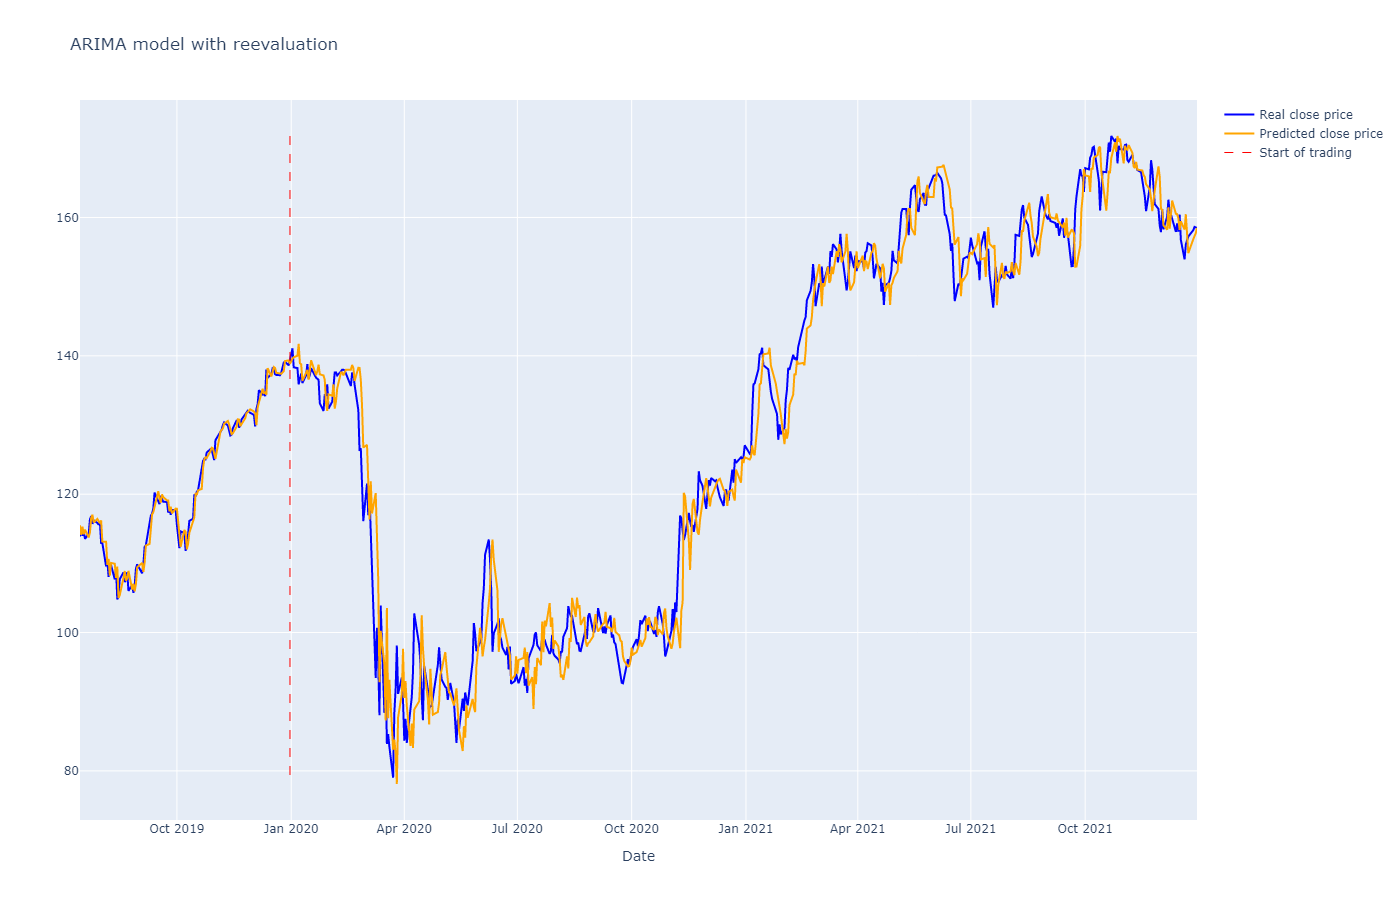 ARIMA model with reevaluation
Real close price
Predicted close price
Start of trading
160
140
120
100
80
Oct 2019
Jan 2020
Apr 2020
Jul 2020
Oct 2020
Jan 2021
Apr 2021
Jul 2021
Oct 2021
Date